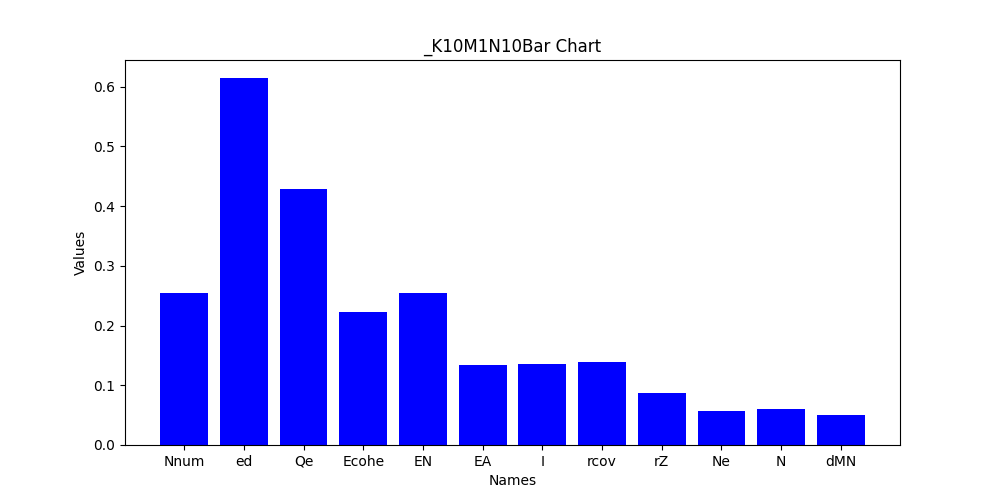 _K10M1N10Bar Chart
Values
0.6
0.5
0.4
0.3
0.2
0.1
0.0
Nnum ed Qe Ecohe EN EA I rcov rZ Ne N dMN
Names